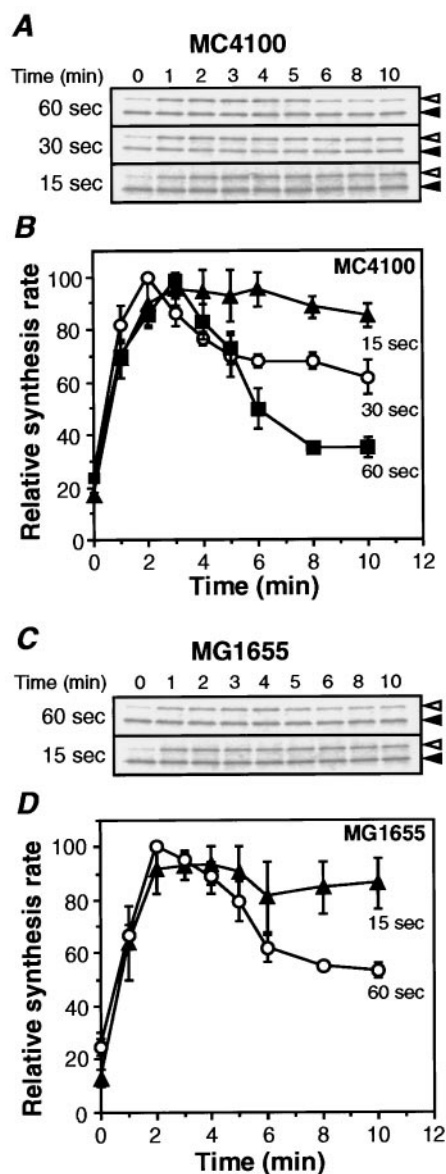 A
MC4100
Time (min) 0 1 2 3 4 5 6 8 10
60 sec
30 sec
15 sec
B
MC4100
Relative synthesis rate
100
80
60
40
20
0
15 sec
30 sec
60 sec
0 2 4 6 8 10 12
Time (min)
C
MG1655
Time (min) 0 1 2 3 4 5 6 8 10
60 sec
15 sec
D
MG1655
Relative synthesis rate
100
80
60
40
20
0
15 sec
60 sec
0 2 4 6 8 10 12
Time (min)